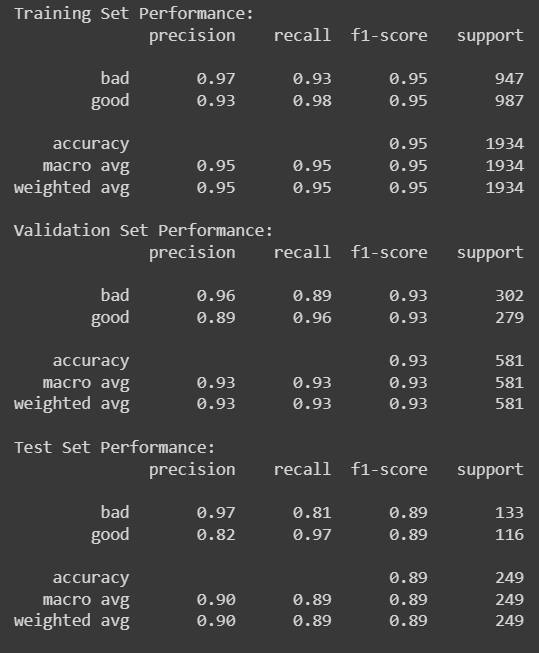 Training Set Performance:
              precision    recall  f1-score   support

         bad       0.97      0.93      0.95       947
        good       0.93      0.98      0.95       987

    accuracy                           0.95      1934
   macro avg       0.95      0.95      0.95      1934
weighted avg       0.95      0.95      0.95      1934

Validation Set Performance:
              precision    recall  f1-score   support

         bad       0.96      0.89      0.93       302
        good       0.89      0.96      0.93       279

    accuracy                           0.93       581
   macro avg       0.93      0.93      0.93       581
weighted avg       0.93      0.93      0.93       581

Test Set Performance:
              precision    recall  f1-score   support

         bad       0.97      0.81      0.89       133
        good       0.82      0.97      0.89       116

    accuracy                           0.89       249
   macro avg       0.90      0.89      0.89       249
weighted avg       0.90      0.89      0.89       249